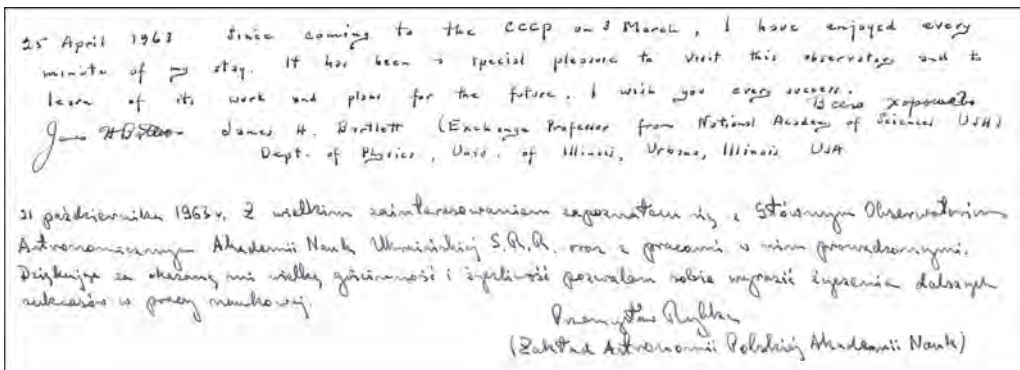 25 April 1963 Since coming to the CCCP on 3 March, I have enjoyed every
minute of my stay. It has been a special pleasure to visit this observatory and to
learn of its work and plans for the future. I wish you every success.
Всего хорошего
James H Bartlett James H. Bartlett (Exchange Professor from National Academy of Sciences USA)
Dept. of Physics, Univ. of Illinois, Urbana, Illinois USA
21 października 1963 r. Z wielkim zainteresowaniem zapoznałem się z Głównym Obserwatorium
Astronomicznym Akademii Nauk Ukraińskiej S.R.R. oraz z pracami w nim prowadzonymi.
Dziękując za okazaną mi wielką gościnność i życzliwość pozwalam sobie wyrazić życzenia dalszych
sukcesów w pracy naukowej.
Przemysław Rybka
(Zakład Astronomii Polskiej Akademii Nauk)